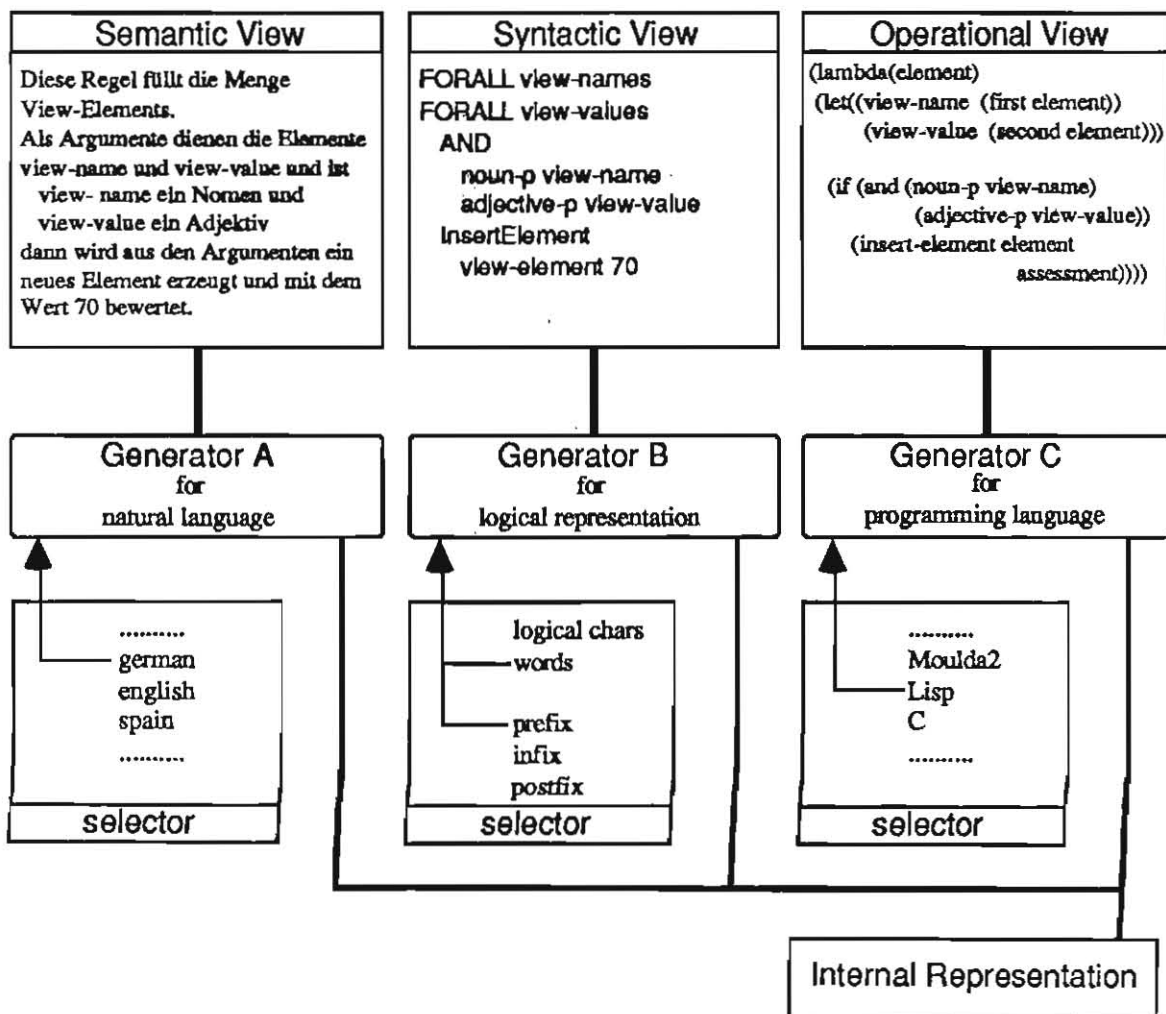 Semantic View
Diese Regel füllt die Menge
View-Elements.
Als Argumente dienen die Elemente
view-name und view-value und ist
view- name ein Nomen und
view-value ein Adjektiv
dann wird aus den Argumenten ein
neues Element erzeugt und mit dem
Wert 70 bewertet.
Syntactic View
FORALL view-names
FORALL view-values
AND
noun-p view-name
adjective-p view-value
InsertElement
view-element 70
Operational View
(lambda(element)
(let((view-name (first element))
(view-value (second element)))
(if (and (noun-p view-name)
(adjective-p view-value))
(insert-element element
assessment))))
Generator A
for
natural language
Generator B
for
logical representation
Generator C
for
programming language
..........
german
english
spain
..........
selector
logical chars
words
prefix
infix
postfix
selector
..........
Moulda2
Lisp
C
..........
selector
Internal Representation